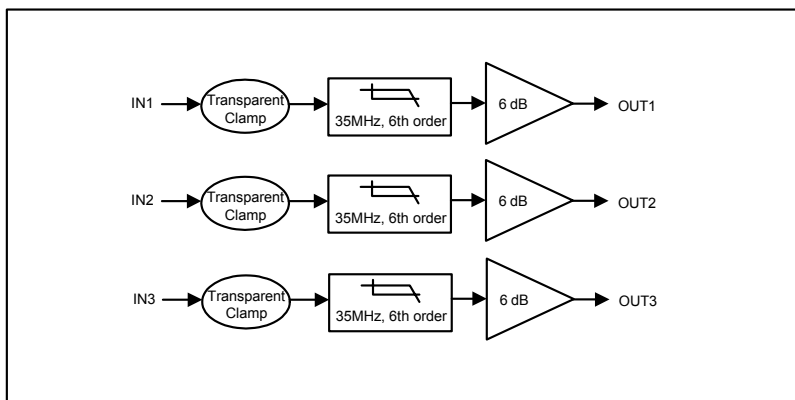 IN1
Transparent
Clamp
35MHz, 6th order
6 dB
OUT1
IN2
Transparent
Clamp
35MHz, 6th order
6 dB
OUT2
IN3
Transparent
Clamp
35MHz, 6th order
6 dB
OUT3